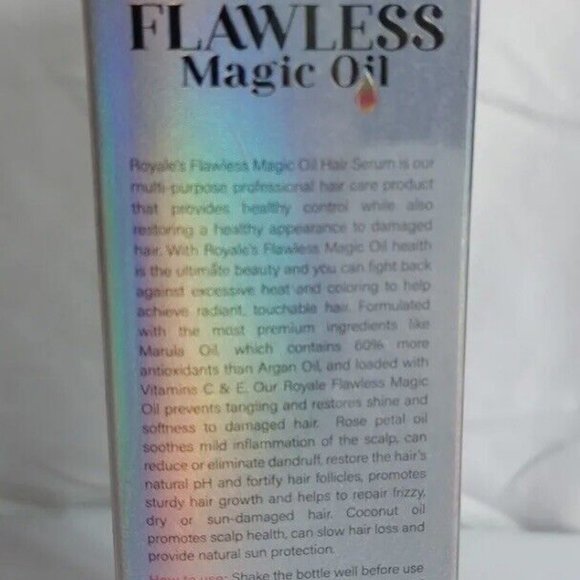 FLAWLESS
Magic Oil
Royale's Flawless Magic Oil Hair Serum is our
multi-purpose professional hair care product
that provides healthy control while also
restoring a healthy appearance to damaged
hair. With Royale's Flawless Magic Oil health
is the ultimate beauty and you can fight back
against excessive heat and coloring to help
achieve radiant, touchable hair. Formulated
with the most premium ingredients like
Marula Oil, which contains 60% more
antioxidants than Argan Oil, and loaded with
Vitamins C & E. Our Royale Flawless Magic
Oil prevents tangling and restores shine and
softness to damaged hair. Rose petal oil
soothes mild inflammation of the scalp, can
reduce or eliminate dandruff, restore the hair's
natural pH and fortify hair follicles, promotes
sturdy hair growth and helps to repair frizzy,
dry or sun-damaged hair. Coconut oil
promotes scalp health, can slow hair loss and
provide natural sun protection.
How to use: Shake the bottle well before use